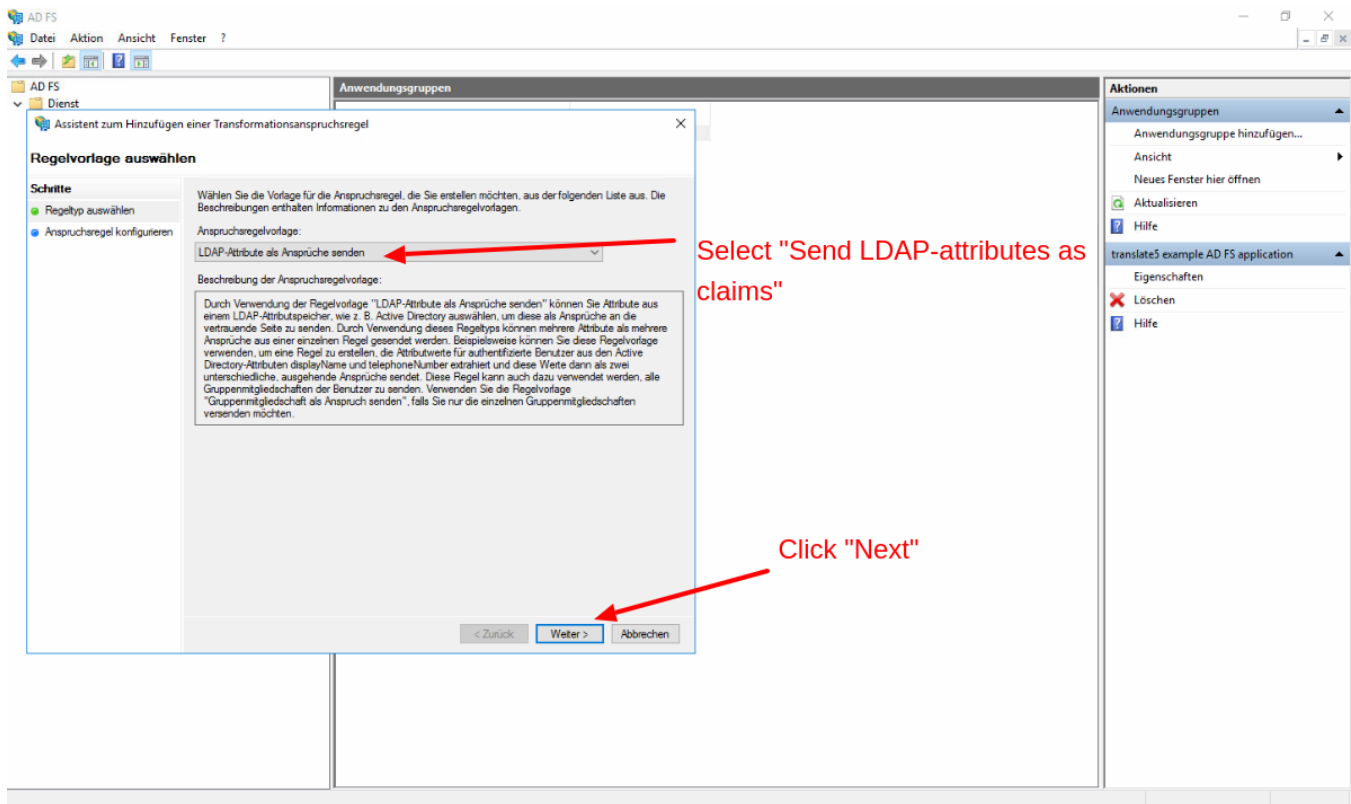 AD FS
Datei Aktion Ansicht Fenster ?
AD FS
Dienst
Anwendungsgruppen
Assistent zum Hinzufügen einer Transformationsanspruchsregel
Regelvorlage auswählen
Schritte
Regeltyp auswählen
Anspruchsregel konfigurieren
Wählen Sie die Vorlage für die Anspruchsregel, die Sie erstellen möchten, aus der folgenden Liste aus. Die
Beschreibungen enthalten Informationen zu den Anspruchsregelvorlagen.
Anspruchsregelvorlage:
LDAP-Attribute als Ansprüche senden
Beschreibung der Anspruchsregelvorlage:
Durch Verwendung der Regelvorlage "LDAP-Attribute als Ansprüche senden" können Sie Attribute aus
einem LDAP-Attributspeicher, wie z. B. Active Directory auswählen, um diese als Ansprüche an die
vertrauende Seite zu senden. Durch Verwendung dieses Regeltyps können mehrere Attribute als mehrere
Ansprüche aus einer einzelnen Regel gesendet werden. Beispielsweise können Sie diese Regelvorlage
verwenden, um eine Regel zu erstellen, die Attributwerte für authentifizierte Benutzer aus den Active
Directory-Attributen displayName und telephoneNumber extrahiert und diese Werte dann als zwei
unterschiedliche, ausgehende Ansprüche sendet. Diese Regel kann auch dazu verwendet werden, alle
Gruppenmitgliedschaften der Benutzer zu senden. Verwenden Sie die Regelvorlage
"Gruppenmitgliedschaft als Anspruch senden", falls Sie nur die einzelnen Gruppenmitgliedschaften
versenden möchten.
< Zurück Weiter > Abbrechen
Select "Send LDAP-attributes as
claims"
Click "Next"
Aktionen
Anwendungsgruppen
Anwendungsgruppe hinzufügen...
Ansicht
Neues Fenster hier öffnen
Aktualisieren
Hilfe
translate5 example AD FS application
Eigenschaften
Löschen
Hilfe